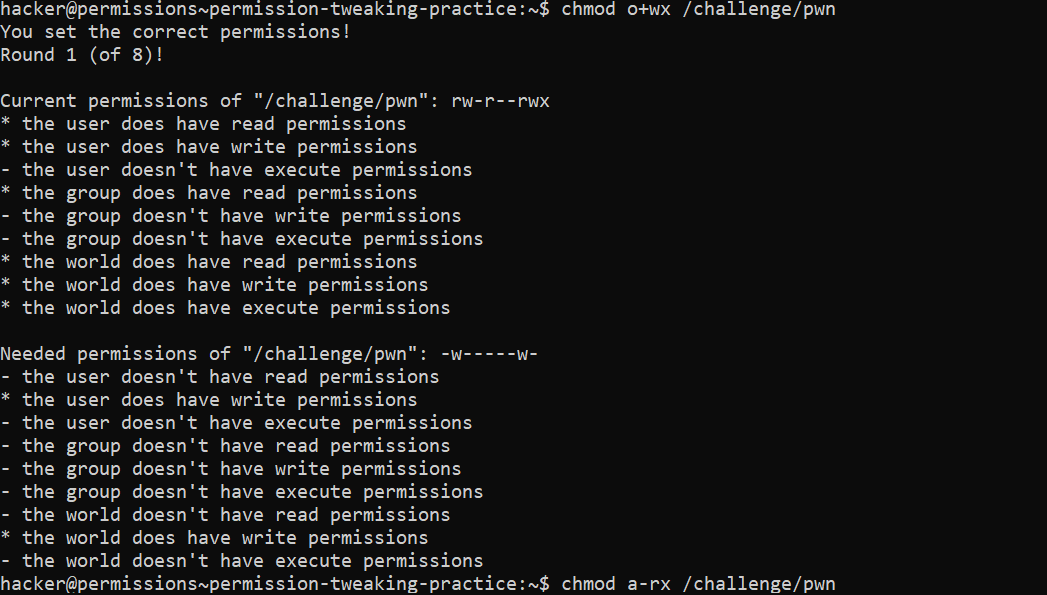 hacker@permissions~permission-tweaking-practice:~$ chmod o+wx /challenge/pwn
You set the correct permissions!
Round 1 (of 8)!
Current permissions of "/challenge/pwn": rw-r--rwx
* the user does have read permissions
* the user does have write permissions
- the user doesn't have execute permissions
* the group does have read permissions
- the group doesn't have write permissions
- the group doesn't have execute permissions
* the world does have read permissions
* the world does have write permissions
* the world does have execute permissions
Needed permissions of "/challenge/pwn": -w-----w-
- the user doesn't have read permissions
* the user does have write permissions
- the user doesn't have execute permissions
- the group doesn't have read permissions
- the group doesn't have write permissions
- the group doesn't have execute permissions
- the world doesn't have read permissions
* the world does have write permissions
- the world doesn't have execute permissions
hacker@permissions~permission-tweaking-practice:~$ chmod a-rx /challenge/pwn